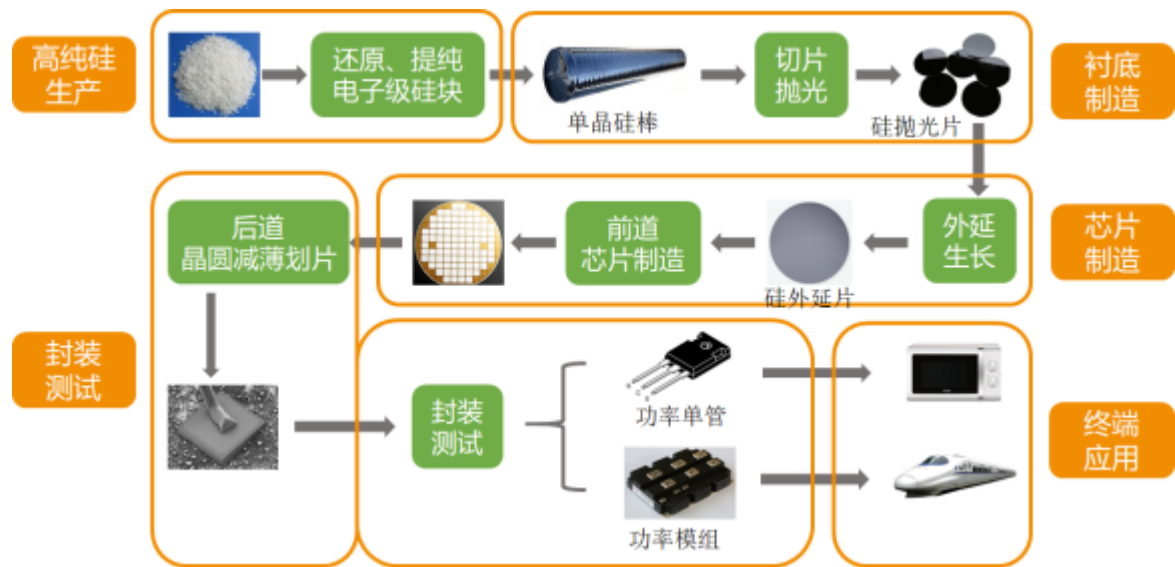 高纯硅
生产
还原、提纯
电子级硅块
单晶硅棒
切片
抛光
硅抛光片
衬底
制造
后道
晶圆减薄划片
前道
芯片制造
硅外延片
外延
生长
芯片
制造
封装
测试
封装
测试
功率单管
功率模组
终端
应用